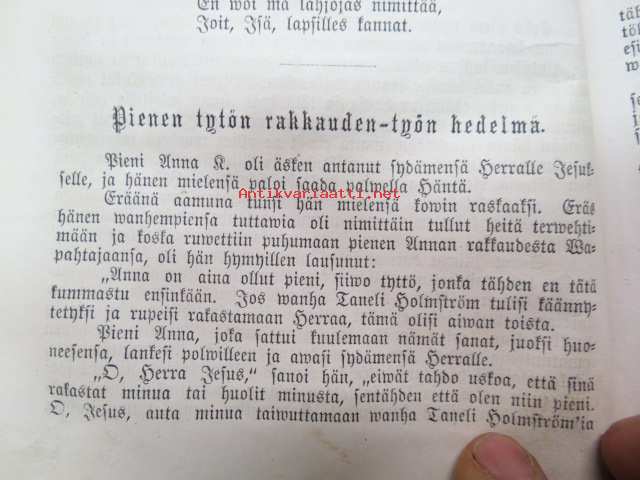 En woi ma lahjojas nimittää,
Joit, Isä, lapsilles kannat.
Pienen tytön rakkauden-työn hedelmä.
Pieni Anna K. oli äsken antanut sydämensä Herralle Jesuk-
selle, ja hänen mielensä paloi saada palwella Häntä.
Antikvariaatti.net
Eräänä aamuna tunsi hän mielensä kowin raskaaksi. Eräs
hänen wanhempiensa tuttawia oli nimittäin tullut heitä terwehti-
mään ja koska ruwettiin puhumaan pienen Annan rakkaudesta Wa-
pahtajaansa, oli hän hymyillen lausunut:
„Anna on aina ollut pieni, siiwo tyttö, jonka tähden en tätä
kummastu ensinkään. Jos wanha Taneli Holmström tulisi käänny-
tetyksi ja rupeisi rakastamaan Herraa, tämä olisi aiwan toista.
Pieni Anna, joka sattui kuulemaan nämät sanat, juoksi huo-
neesensa, lankesi polwilleen ja awasi sydämensä Herralle.
„O, Herra Jesus,“ sanoi hän, „eiwät tahdo uskoa, että sinä
rakastat minua tai huolit minusta, sentähden että olen niin pieni.
O, Jesus, auta minua taiwuttamaan wanha Taneli Holmström'ia